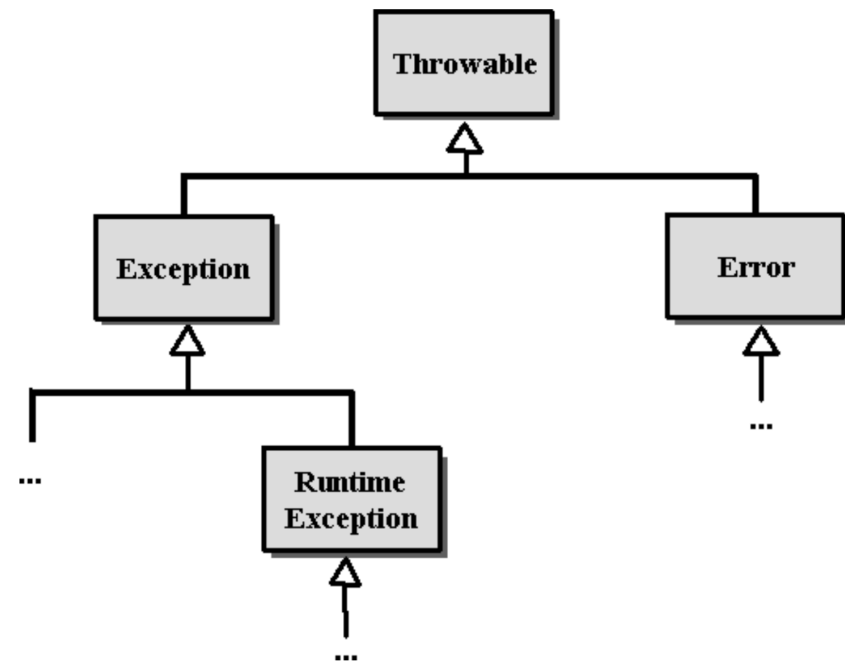 Throwable
Exception
Error
...
...
Runtime
Exception
...